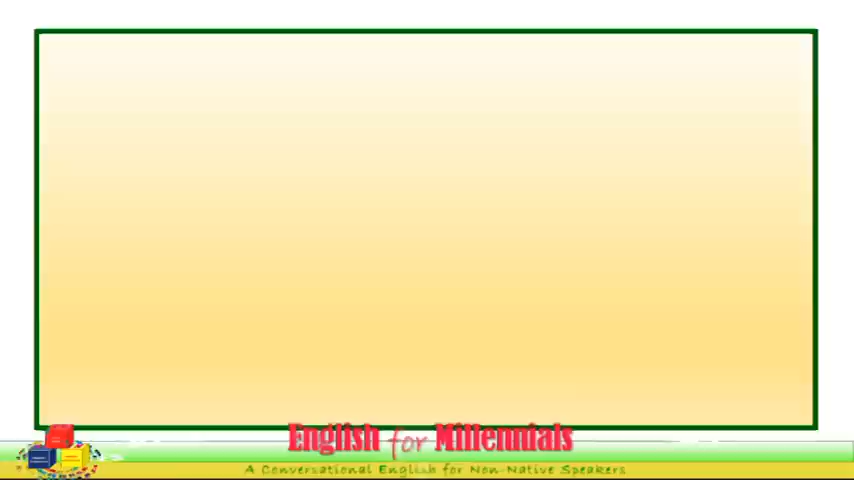 English for Millennials
A Conversational English for Non-Native Speakers